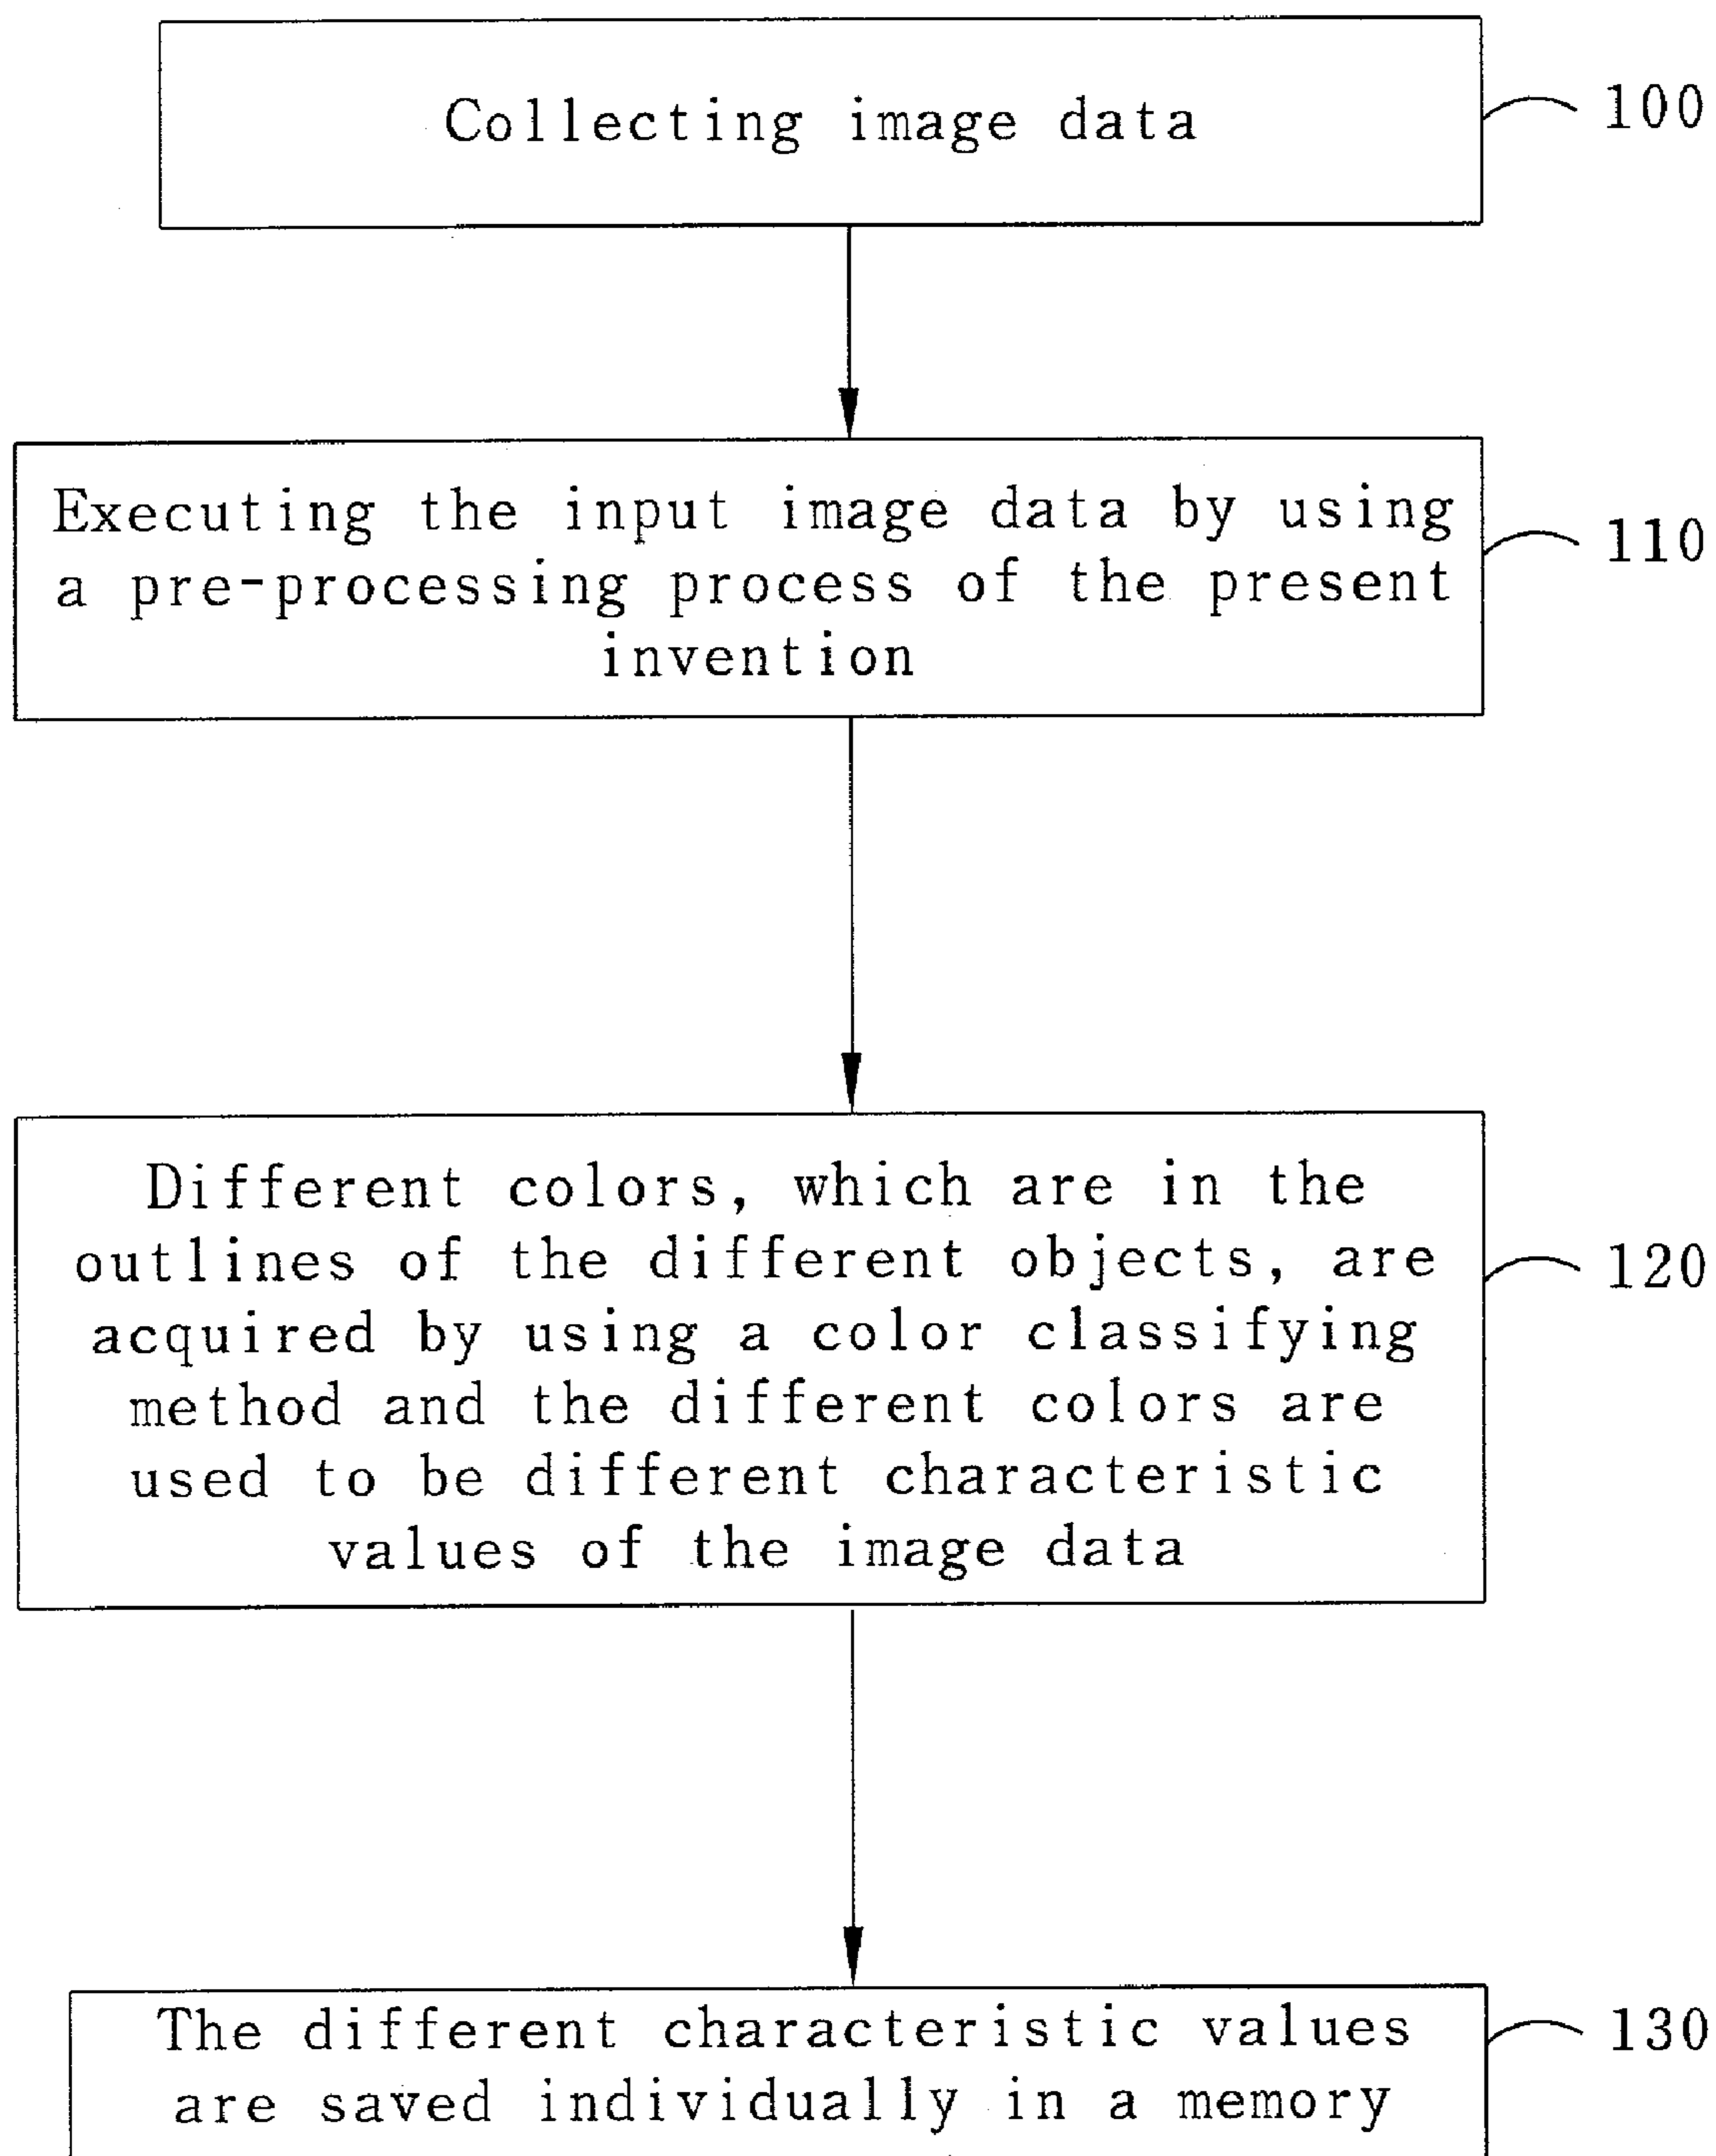 Collecting image data
100
Executing the input image data by using
a pre-processing process of the present
invention
110
Different colors, which are in the
outlines of the different objects, are
acquired by using a color classifying
method and the different colors are
used to be different characteristic
values of the image data
120
The different characteristic values
are saved individually in a memory
130